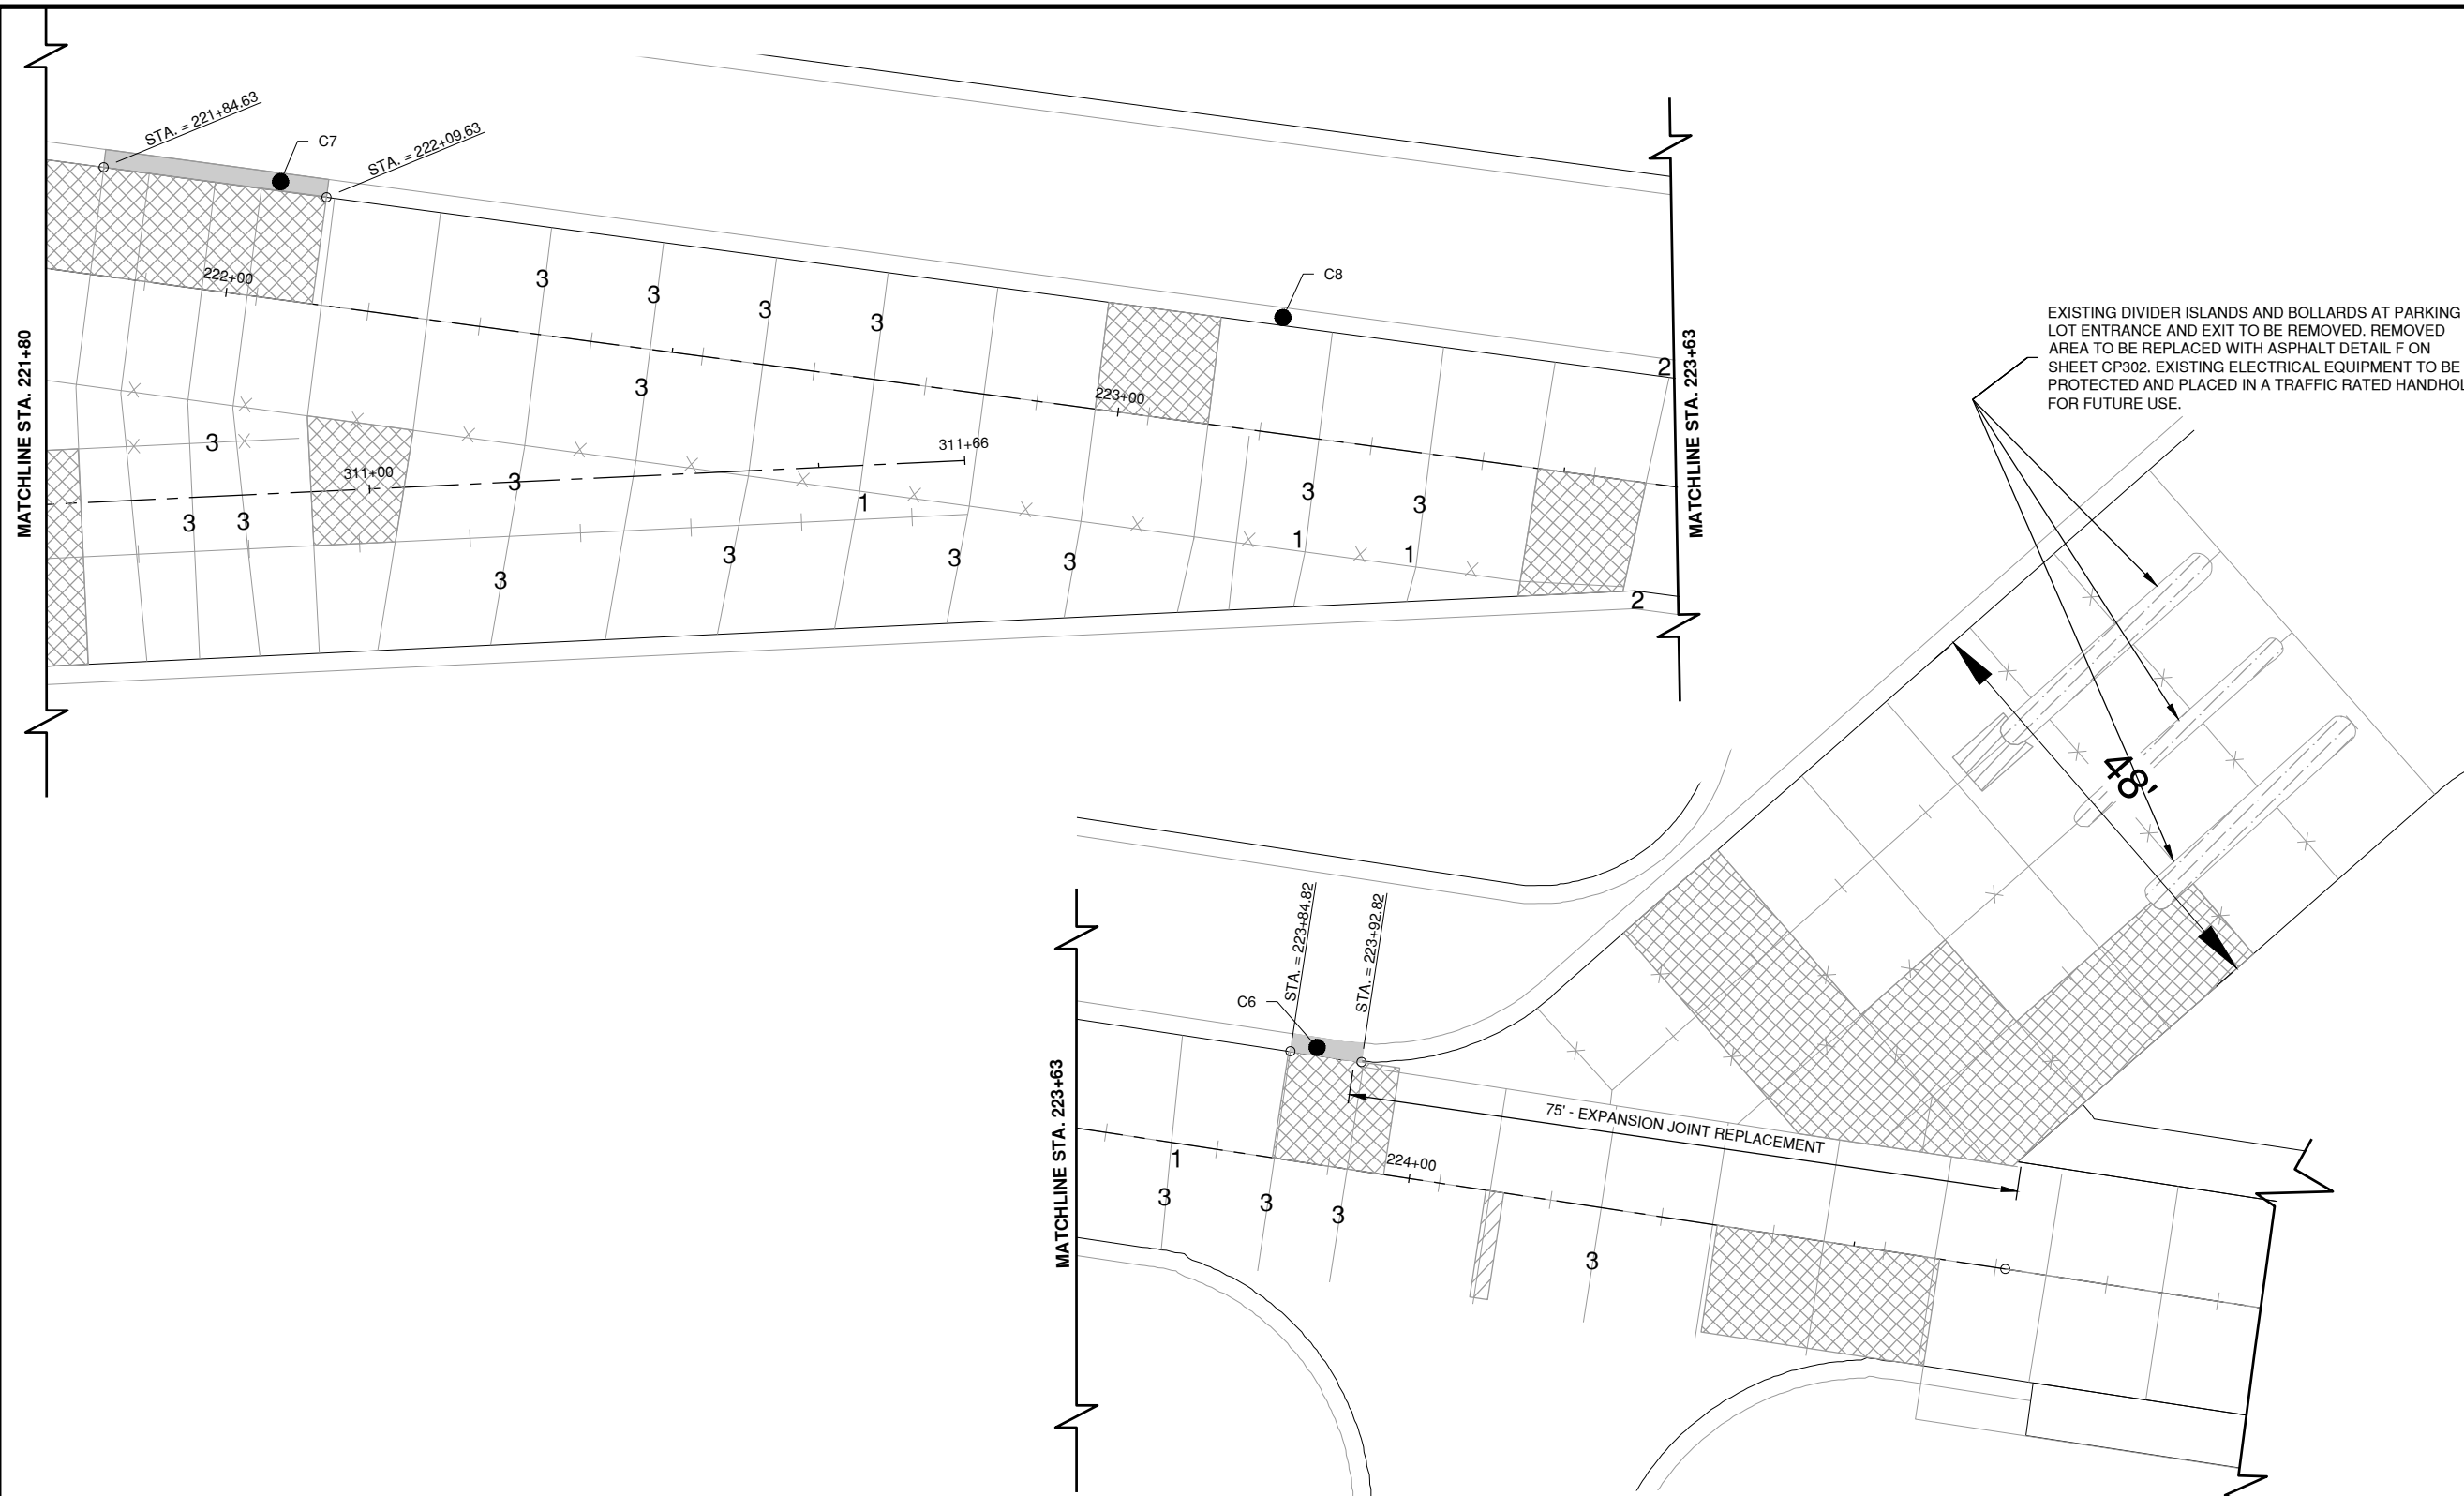 MATCHLINE STA. 221+80
STA. = 221+84.63
C7
STA. = 222+09.63
222+00
3
3
3
3
3
C8
223+00
2
MATCHLINE STA. 223+63
3
311+00
311+66
3
3
3
1
3
3
3
3
3
3
1
1
2
EXISTING DIVIDER ISLANDS AND BOLLARDS AT PARKING
LOT ENTRANCE AND EXIT TO BE REMOVED. REMOVED
AREA TO BE REPLACED WITH ASPHALT DETAIL F ON
SHEET CP302. EXISTING ELECTRICAL EQUIPMENT TO BE
PROTECTED AND PLACED IN A TRAFFIC RATED
FOR FUTURE USE.
48'
MATCHLINE STA. 223+63
STA. = 223+84.82
STA. = 223+92.82
C6
75' - EXPANSION JOINT REPLACEMENT
224+00
1
3
3
3
3